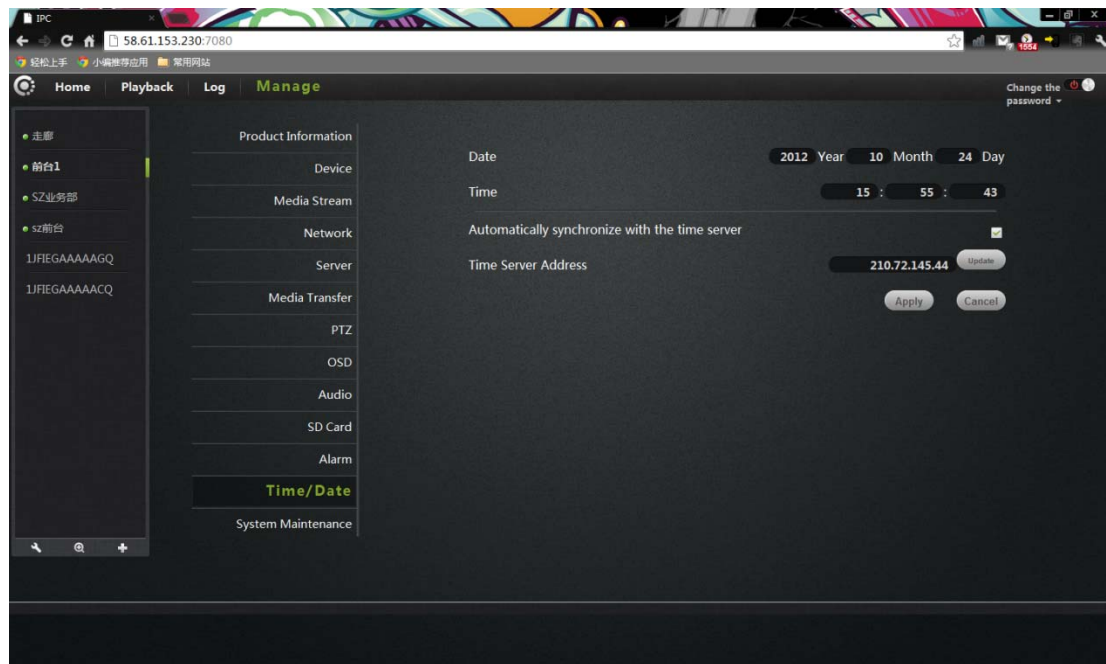 IPC
58.61.153.230:7080
轻松上手 小编推荐应用 常用网站
1554
Home Playback Log Manage
Change the password
走廊
前台1
SZ业务部
sz前台
1JFIEGAAAAAGQ
1JFIEGAAAAACQ
Product Information
Device
Media Stream
Network
Server
Media Transfer
PTZ
OSD
Audio
SD Card
Alarm
Time/Date
System Maintenance
Date 2012 Year 10 Month 24 Day
Time 15 : 55 : 43
Automatically synchronize with the time server
Time Server Address 210.72.145.44 Update
Apply Cancel